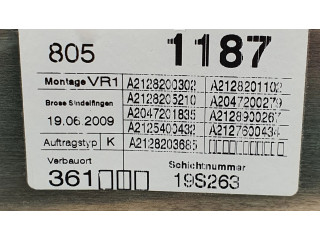 805 1187
Montage VR1 A2128200302 A2128201102
A2128205210 A2047200279
Brose Sindelfingen
A2047201835 A2128900267
19.06.2009
A2125400432 A2127600434
Auftragstyp K A2128203685
Verbauort Schichtnummer
361 19S263